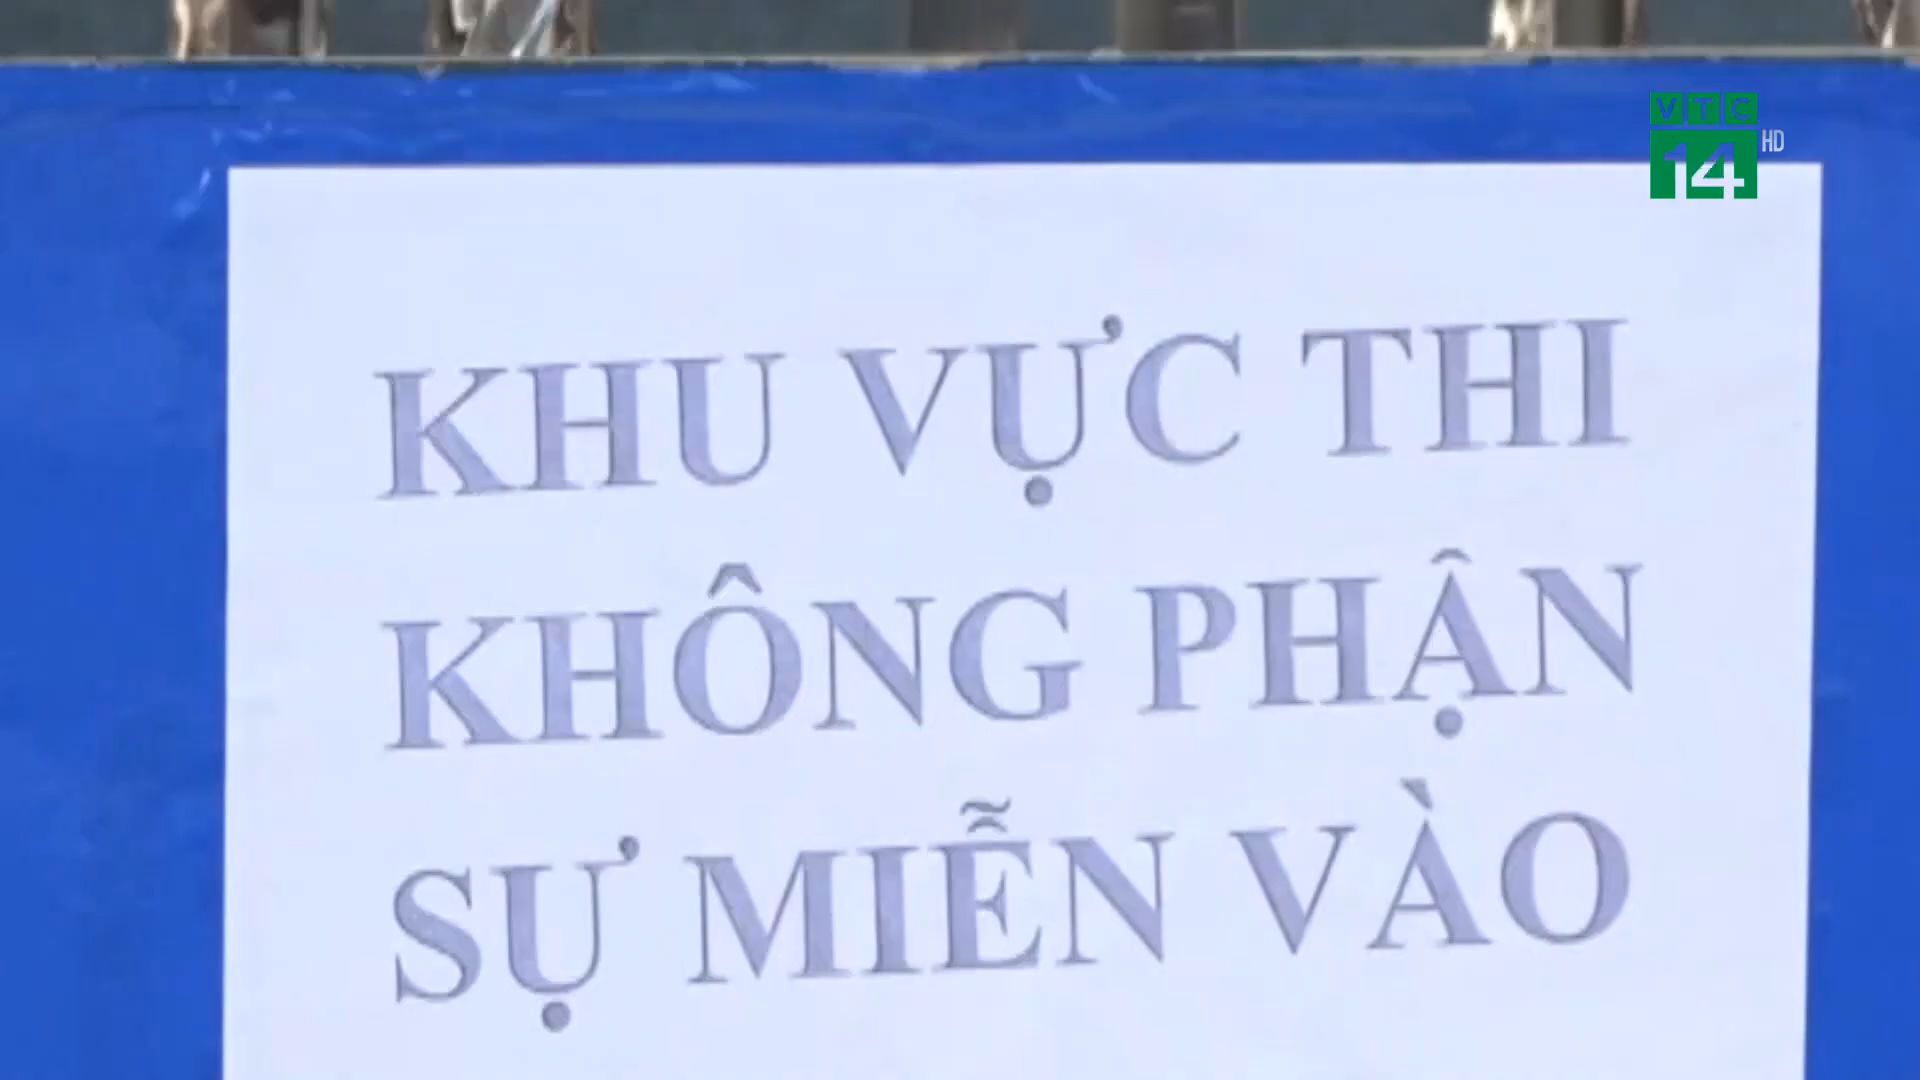 VTC
14 HD
KHU VỰC THI
KHÔNG PHẬN
SỰ MIỄN VÀO